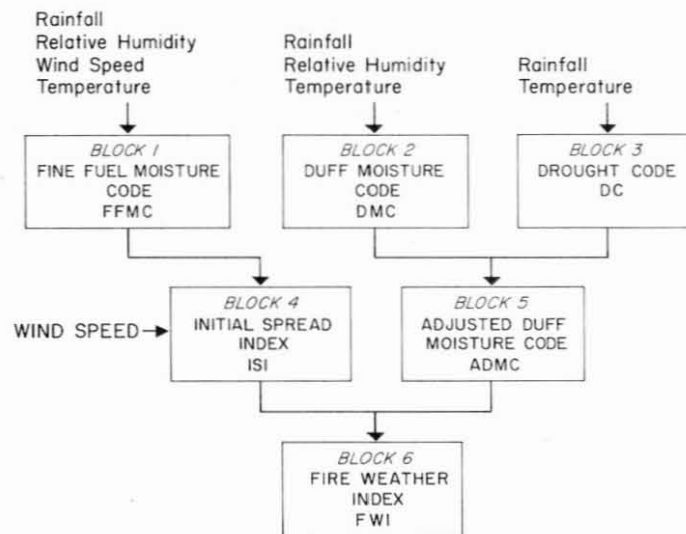 Rainfall
Relative Humidity
Wind Speed
Temperature
Rainfall
Relative Humidity
Temperature
Rainfall
Temperature
BLOCK 1
FINE FUEL MOISTURE
CODE
FFMC
BLOCK 2
DUFF MOISTURE
CODE
DMC
BLOCK 3
DROUGHT CODE
DC
WIND SPEED
BLOCK 4
INITIAL SPREAD
INDEX
ISI
BLOCK 5
ADJUSTED DUFF
MOISTURE CODE
ADMC
BLOCK 6
FIRE WEATHER
INDEX
FWI